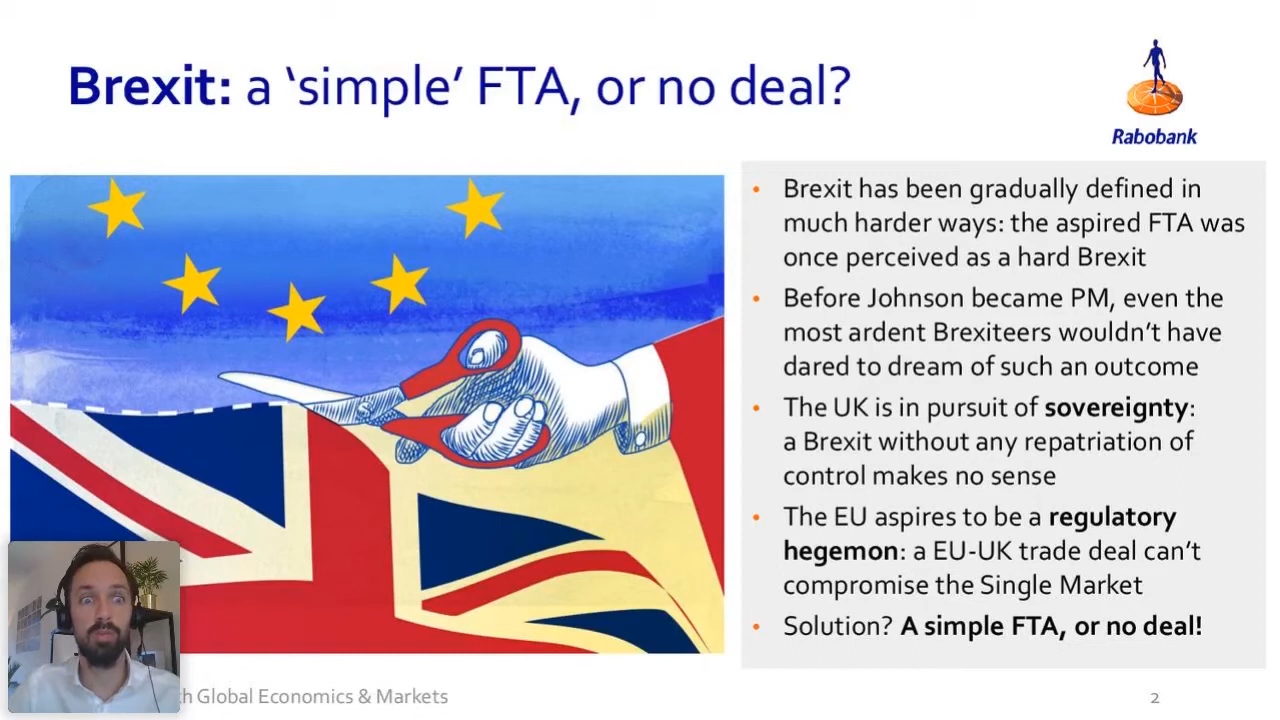 Brexit: a ‘simple’ FTA, or no deal?
Rabobank
• Brexit has been gradually defined in
much harder ways: the aspired FTA was
once perceived as a hard Brexit
• Before Johnson became PM, even the
most ardent Brexiteers wouldn’t have
dared to dream of such an outcome
• The UK is in pursuit of sovereignty:
a Brexit without any repatriation of
control makes no sense
• The EU aspires to be a regulatory
hegemon: a EU-UK trade deal can’t
compromise the Single Market
• Solution? A simple FTA, or no deal!
Global Economics & Markets
2